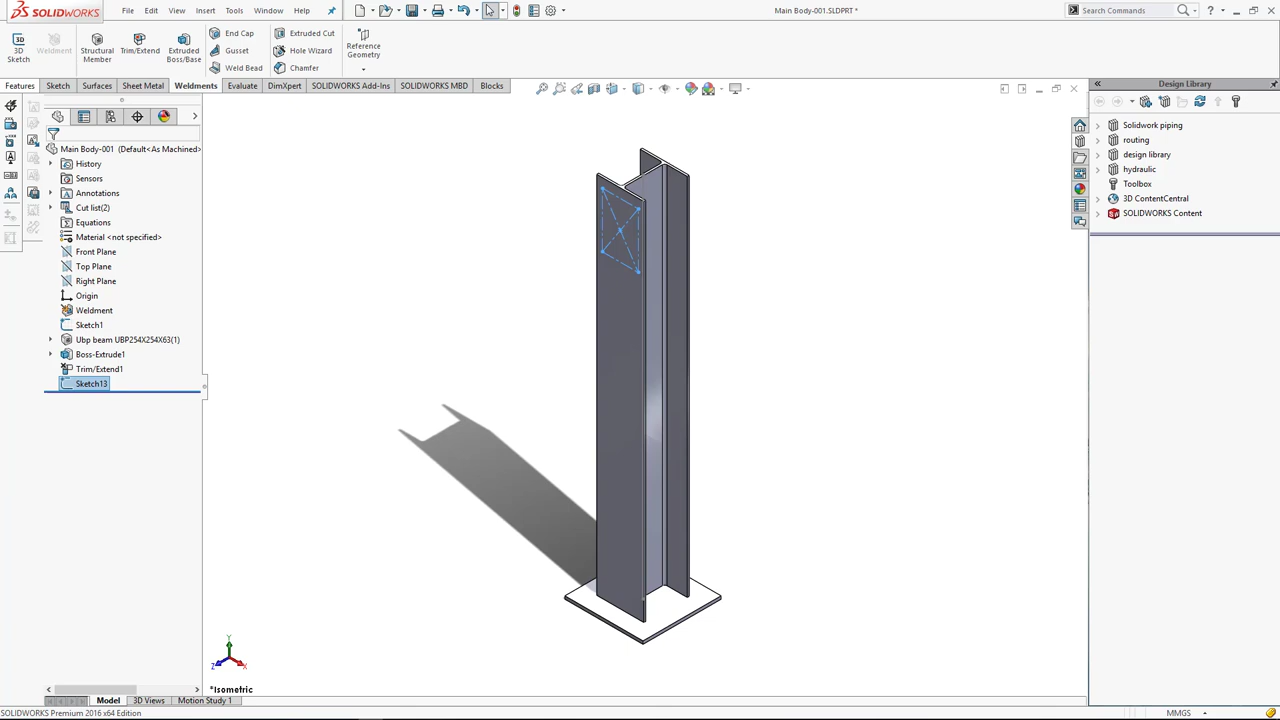 SOLIDWORKS
File
Edit
View
Insert
Tools
Window
Help
Main Body-001.SLDPRT *
Search Commands
3D
Sketch
Weldment
Structural
Member
Trim/Extend
Extruded
Boss/Base
End Cap
Gusset
Weld Bead
Extruded Cut
Hole Wizard
Chamfer
Reference
Geometry
Features
Sketch
Surfaces
Sheet Metal
Weldments
Evaluate
DimXpert
SOLIDWORKS Add-Ins
SOLIDWORKS MBD
Blocks
Main Body-001 (Default<As Machined>
History
Sensors
Annotations
Cut list(2)
Equations
Material <not specified>
Front Plane
Top Plane
Right Plane
Origin
Weldment
Sketch1
Ubp beam UBP254X254X63(1)
Boss-Extrude1
Trim/Extend1
Sketch13
Y
Z
X
*Isometric
Design Library
Solidwork piping
routing
design library
hydraulic
Toolbox
3D ContentCentral
SOLIDWORKS Content
Model
3D Views
Motion Study 1
SOLIDWORKS Premium 2016 x64 Edition
MMGS